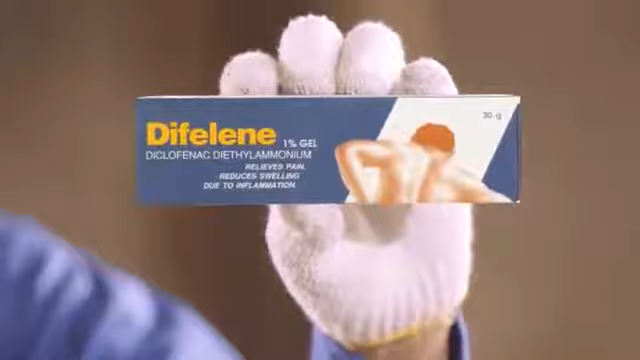 Difelene 1% GEL
30 g
DICLOFENAC DIETHYLAMMONIUM
RELIEVES PAIN.
REDUCES SWELLING
DUE TO INFLAMMATION.